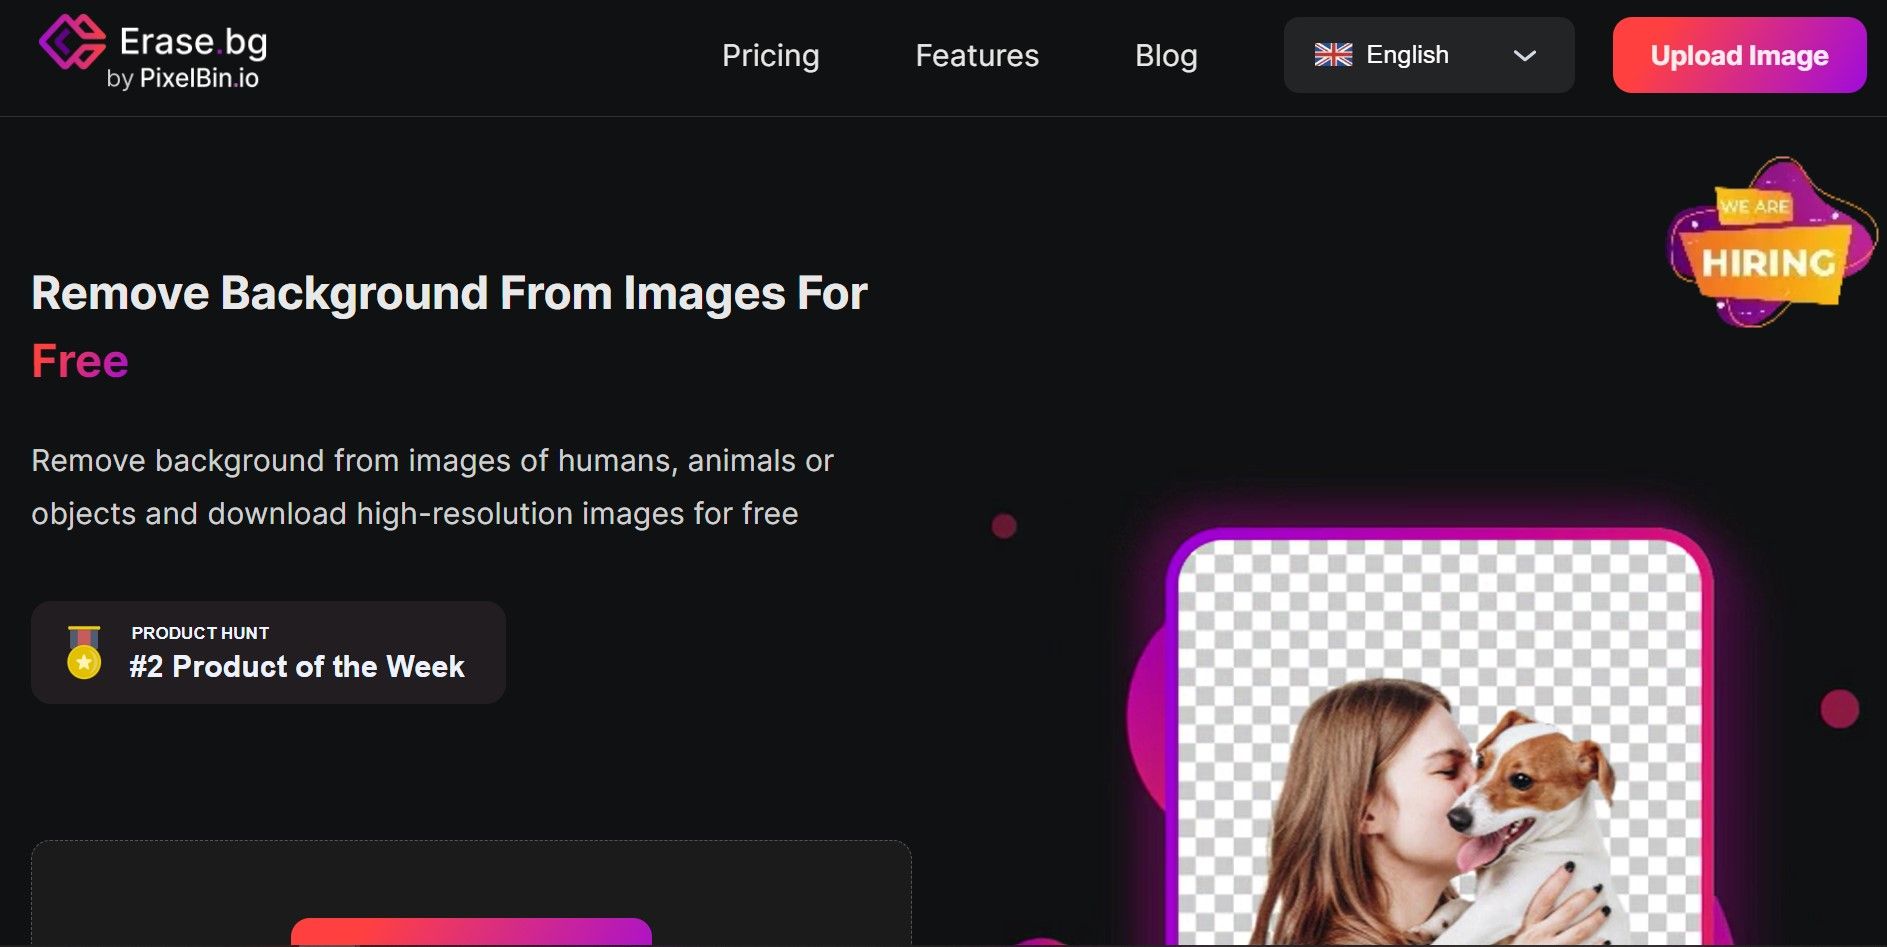 Erase.bg
by PixelBin.io
Pricing
Features
Blog
English
Upload Image
WE ARE
HIRING
Remove Background From Images For
Free
Remove background from images of humans, animals or
objects and download high-resolution images for free
PRODUCT HUNT
#2 Product of the Week